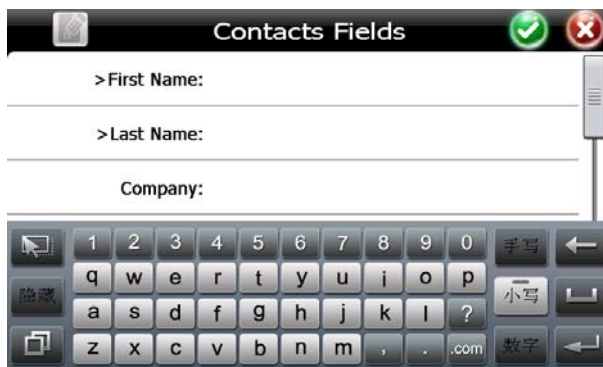 Contacts Fields
>First Name:
>Last Name:
Company:
1 2 3 4 5 6 7 8 9 0 手写
q w e r t y u i o p
隐藏 小写
a s d f g h j k l ?
z x c v b n m , . .com 数字